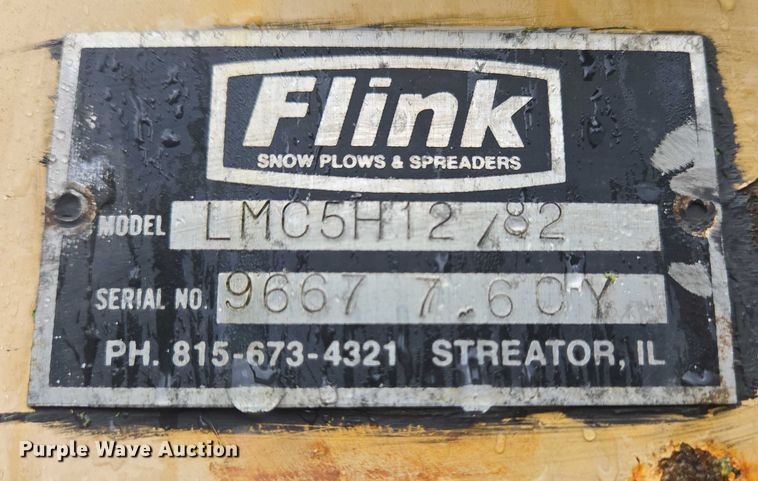 Flink
SNOW PLOWS & SPREADERS
MODEL LMC5H12/82
SERIAL NO. 9667 7.6CY
PH. 815-673-4321 STREATOR, IL
Purple Wave Auction